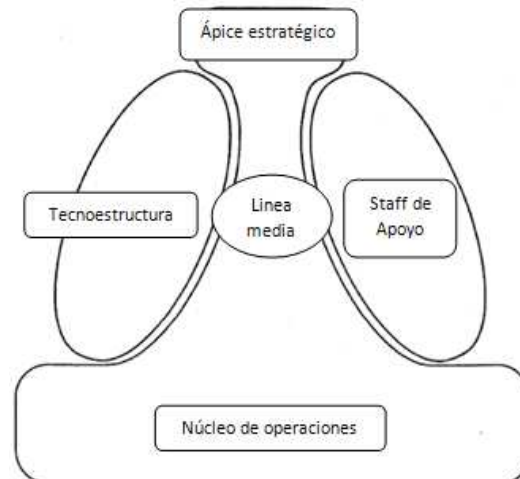 Ápice estratégico
Tecnoestructura
Linea
media
Staff de
Apoyo
Núcleo de operaciones